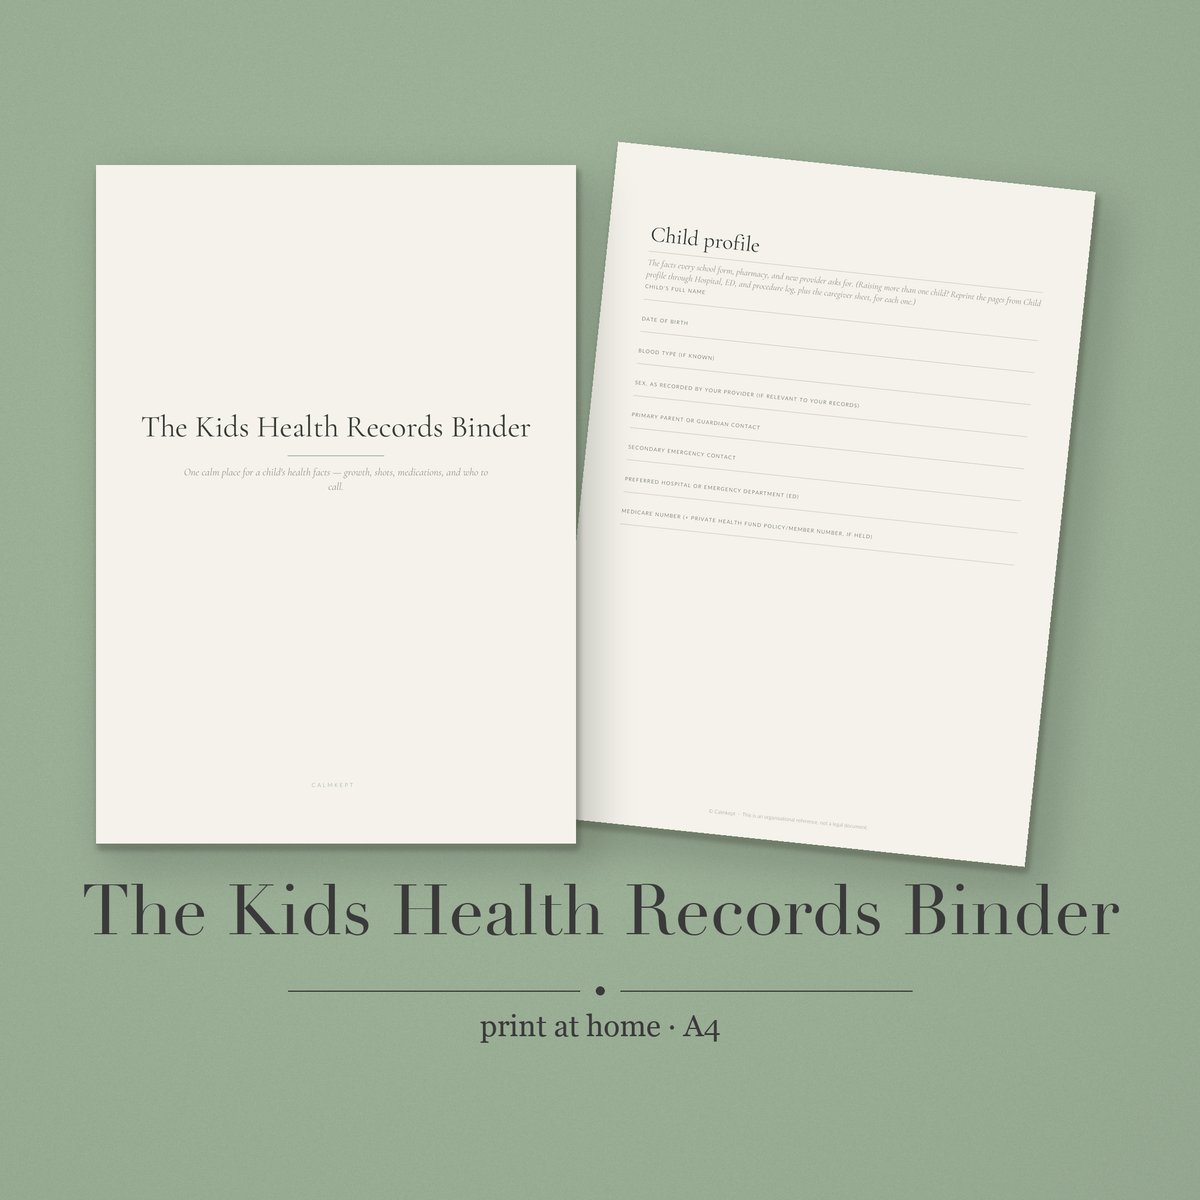 The Kids Health Records Binder
One calm place for a child's health facts — growth, shots, medications, and who to
call.
CALMKEPT
Child profile
The facts every school form, pharmacy, and new provider asks for. (Raising more than one child? Reprint the pages from Child
profile through Hospital, ED, and procedure log, plus the caregiver sheet, for each one.)
CHILD'S FULL NAME
DATE OF BIRTH
BLOOD TYPE (IF KNOWN)
SEX, AS RECORDED BY YOUR PROVIDER (IF RELEVANT TO YOUR RECORDS)
PRIMARY PARENT OR GUARDIAN CONTACT
SECONDARY EMERGENCY CONTACT
PREFERRED HOSPITAL OR EMERGENCY DEPARTMENT (ED)
MEDICARE NUMBER (+ PRIVATE HEALTH FUND POLICY/MEMBER NUMBER, IF HELD)
© Calmkept · This is an organisational reference, not a legal document.
The Kids Health Records Binder
print at home · A4